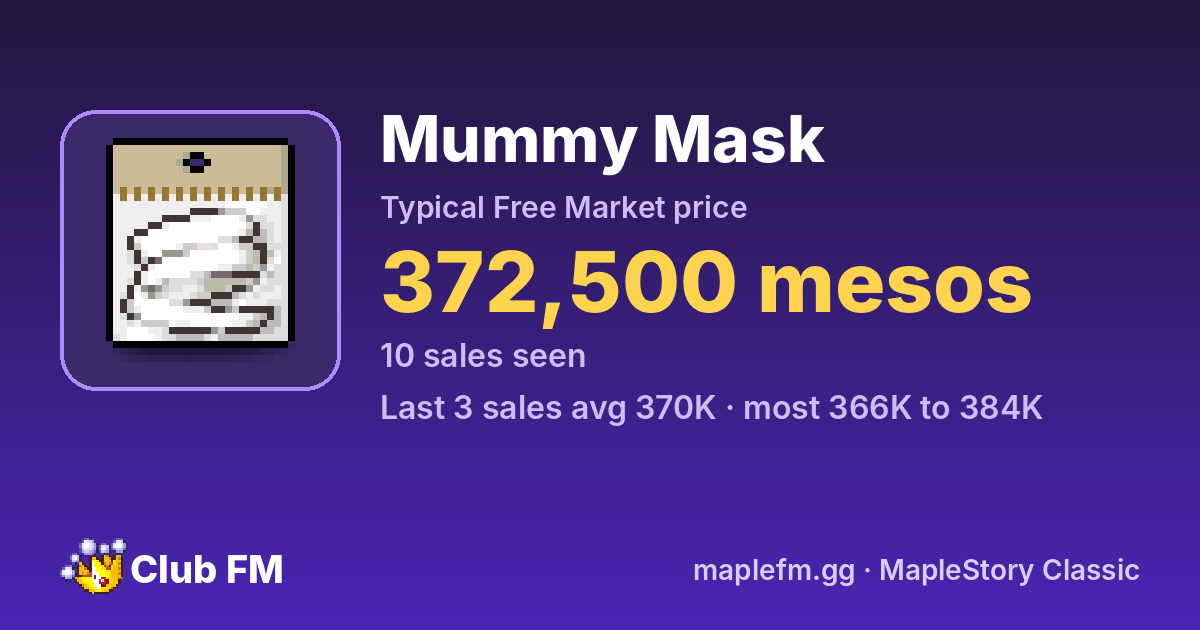 Mummy Mask
Typical Free Market price
372,500 mesos
10 sales seen
Last 3 sales avg 370K · most 366K to 384K
Club FM
maplefm.gg · MapleStory Classic